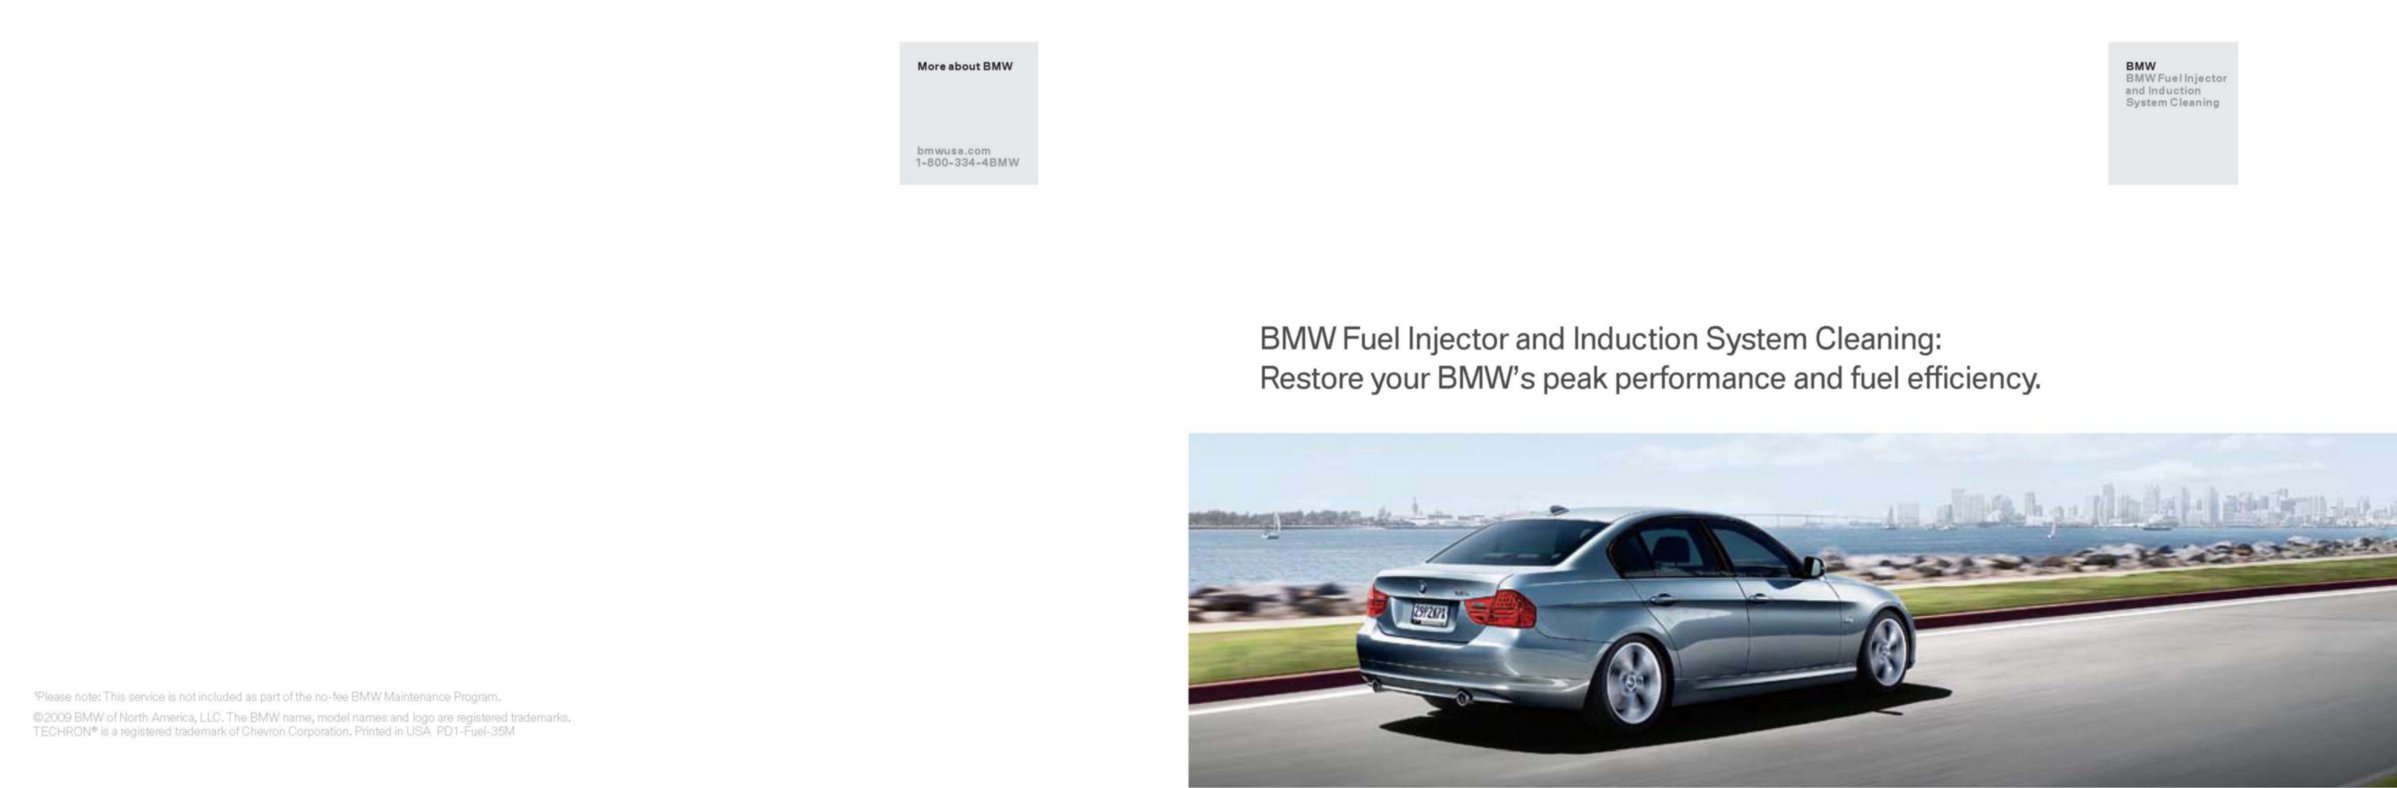 More about BMW
bmwusa.com
1-800-334-4BMW
¹Please note: This service is not included as part of the no-fee BMW Maintenance Program.
©2009 BMW of North America, LLC. The BMW name, model names and logo are registered trademarks.
TECHRON® is a registered trademark of Chevron Corporation. Printed in USA PD1-Fuel-35M
BMW
BMW Fuel Injector
and Induction
System Cleaning
BMW Fuel Injector and Induction System Cleaning:
Restore your BMW's peak performance and fuel efficiency.